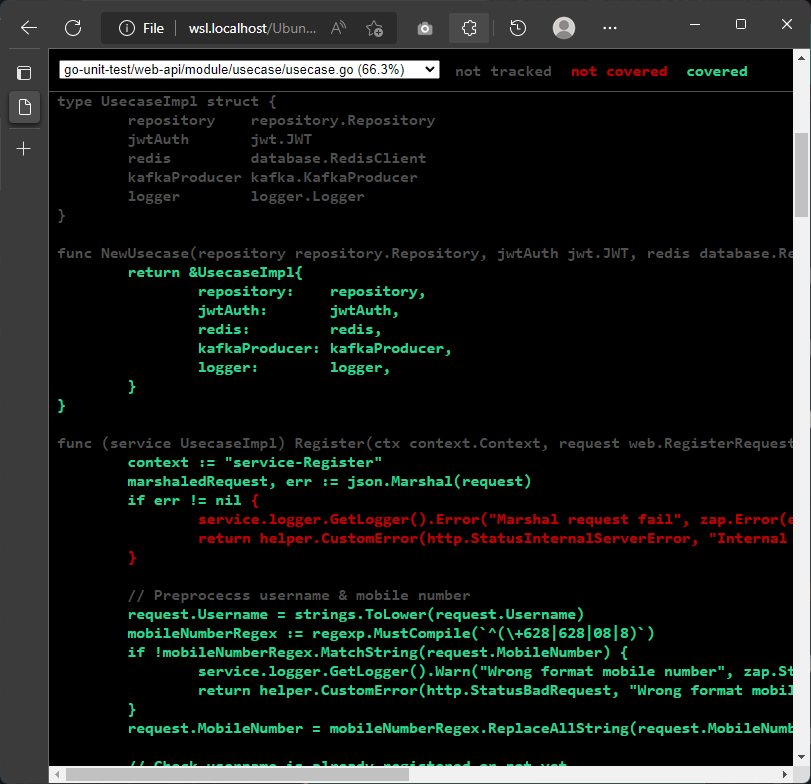 File
wsl.localhost/Ubun...
go-unit-test/web-api/module/usecase/usecase.go (66.3%)
not tracked
not covered
covered
type UsecaseImpl struct {
repository repository.Repository
jwtAuth jwt.JWT
redis database.RedisClient
kafkaProducer kafka.KafkaProducer
logger logger.Logger
}
func NewUsecase(repository repository.Repository, jwtAuth jwt.JWT, redis database.Re
return &UsecaseImpl{
repository: repository,
jwtAuth: jwtAuth,
redis: redis,
kafkaProducer: kafkaProducer,
logger: logger,
}
}
func (service UsecaseImpl) Register(ctx context.Context, request web.RegisterRequest
context := "service-Register"
marshaledRequest, err := json.Marshal(request)
if err != nil {
service.logger.GetLogger().Error("Marshal request fail", zap.Error(e
return helper.CustomError(http.StatusInternalServerError, "Internal
}
// Preprocecss username & mobile number
request.Username = strings.ToLower(request.Username)
mobileNumberRegex := regexp.MustCompile(`^(\+628|628|08|8)`)
if !mobileNumberRegex.MatchString(request.MobileNumber) {
service.logger.GetLogger().Warn("Wrong format mobile number", zap.St
return helper.CustomError(http.StatusBadRequest, "Wrong format mobil
}
request.MobileNumber = mobileNumberRegex.ReplaceAllString(request.MobileNumb
// Check username is already registered or not yet